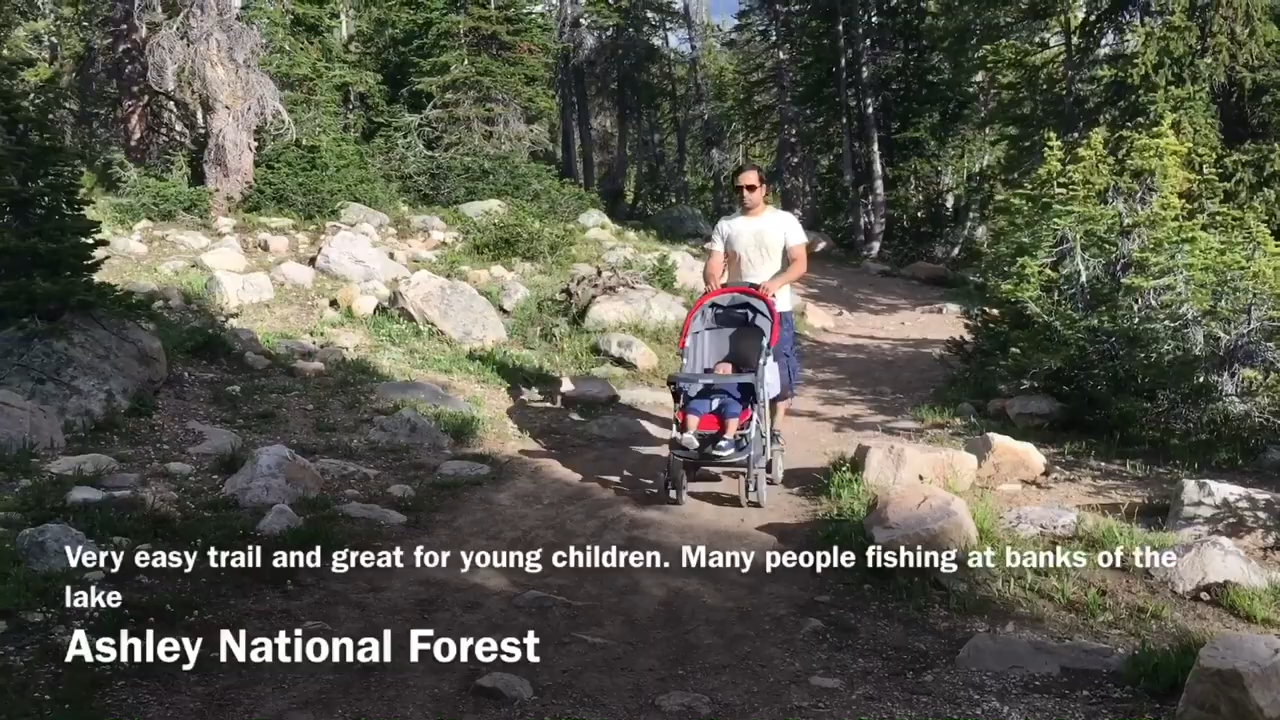 Very easy trail and great for young children. Many people fishing at banks of the
lake
Ashley National Forest